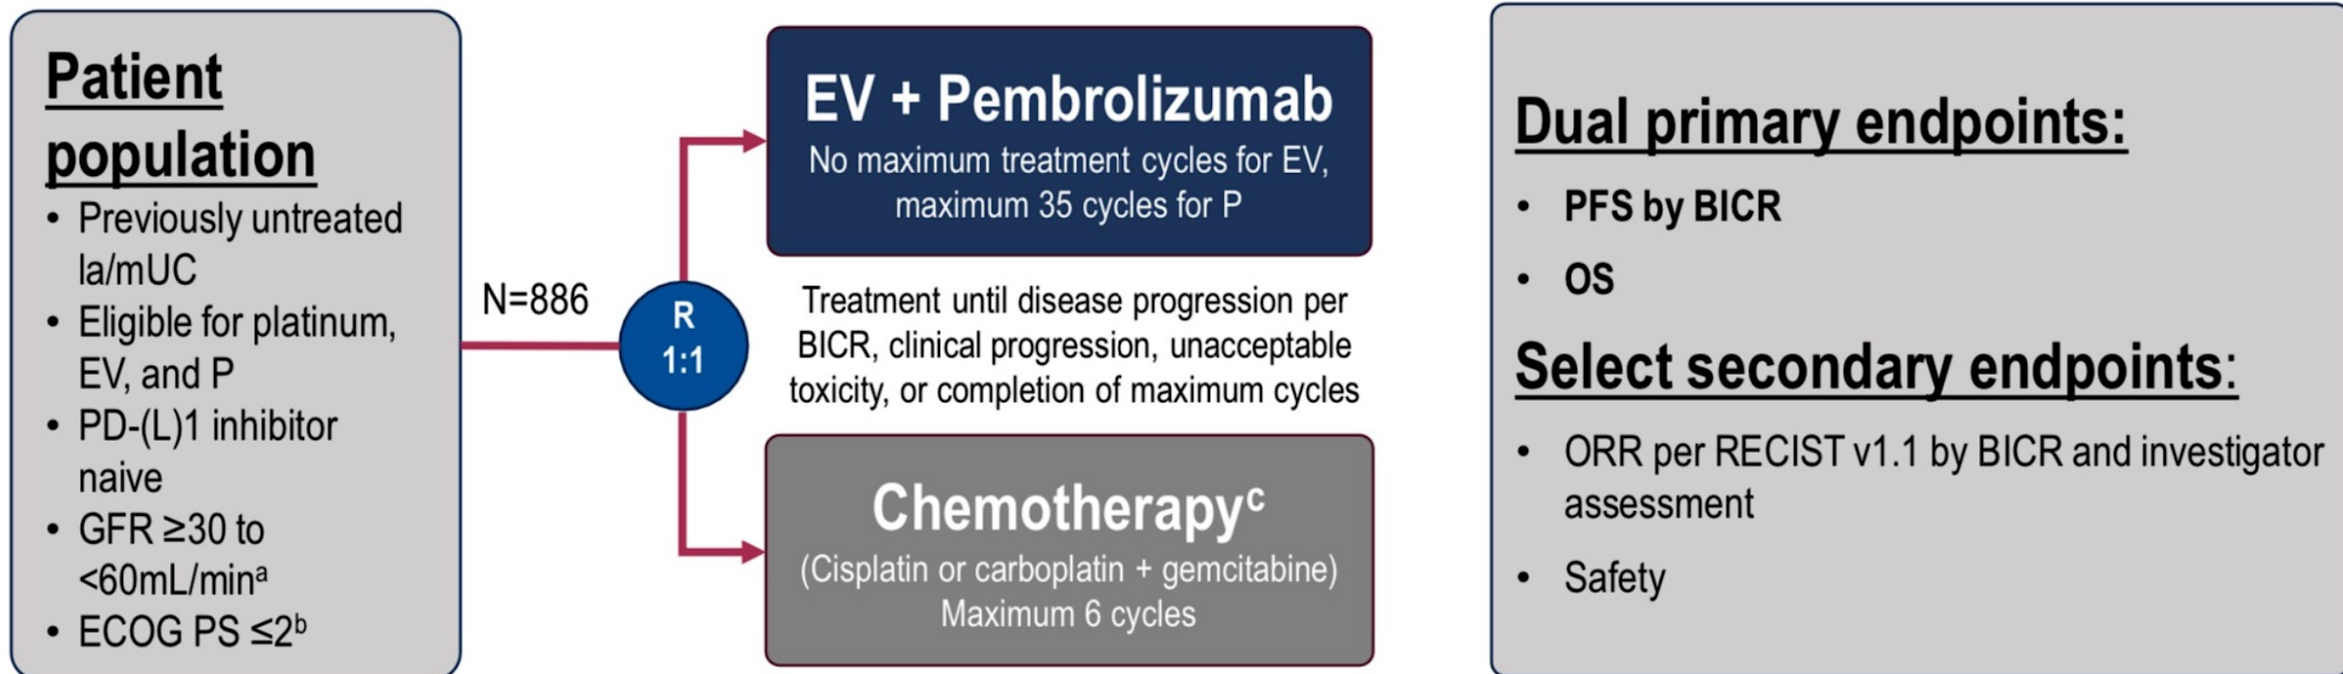 Patient
population
• Previously untreated
la/mUC
• Eligible for platinum,
EV, and P
• PD-(L)1 inhibitor
naive
• GFR ≥30 to
<60mL/minᵃ
• ECOG PS ≤2ᵇ
N=886
R
1:1
EV + Pembrolizumab
No maximum treatment cycles for EV,
maximum 35 cycles for P
Treatment until disease progression per
BICR, clinical progression, unacceptable
toxicity, or completion of maximum cycles
Chemotherapyᶜ
(Cisplatin or carboplatin + gemcitabine)
Maximum 6 cycles
Dual primary endpoints:
• PFS by BICR
• OS
Select secondary endpoints:
• ORR per RECIST v1.1 by BICR and investigator
assessment
• Safety